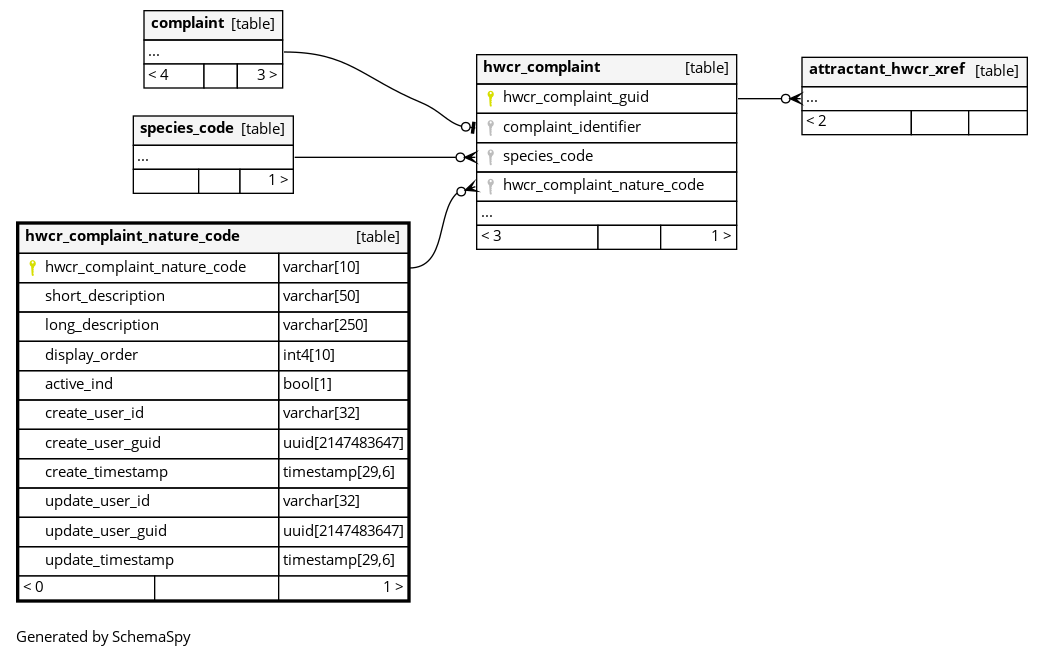 complaint [table]
...
< 4 3 >
species_code [table]
...
1 >
hwcr_complaint_nature_code [table]
hwcr_complaint_nature_code varchar[10]
short_description varchar[50]
long_description varchar[250]
display_order int4[10]
active_ind bool[1]
create_user_id varchar[32]
create_user_guid uuid[2147483647]
create_timestamp timestamp[29,6]
update_user_id varchar[32]
update_user_guid uuid[2147483647]
update_timestamp timestamp[29,6]
< 0 1 >
hwcr_complaint [table]
hwcr_complaint_guid
complaint_identifier
species_code
hwcr_complaint_nature_code
...
< 3 1 >
attractant_hwcr_xref [table]
...
< 2
Generated by SchemaSpy